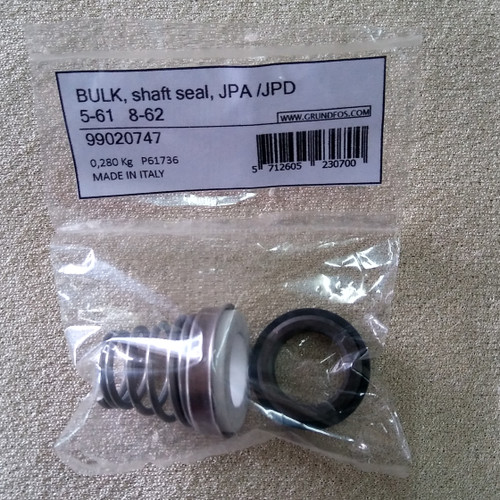 BULK, shaft seal, JPA /JPD
5-61 8-62
WWW.GRUNDFOS.COM
99020747
0,280 Kg P61736
5 712605 230700
MADE IN ITALY